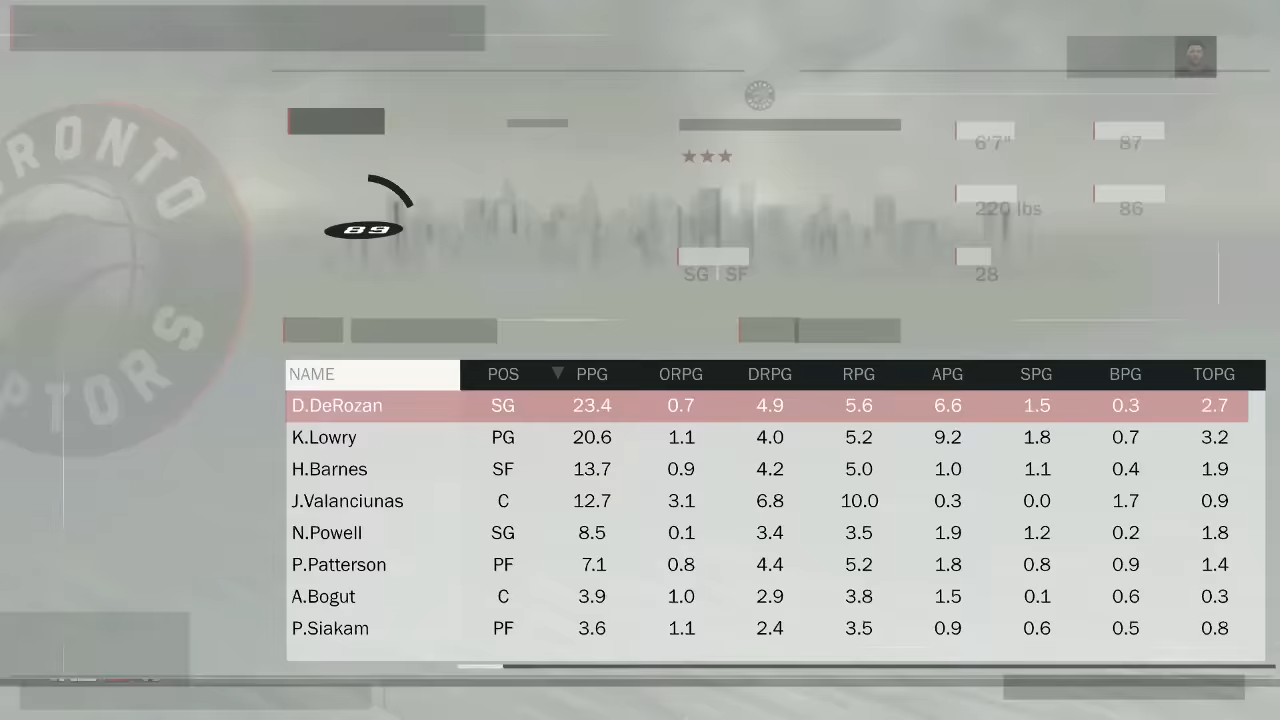 TORONTO
RAPTORS
6'7"
87
89
220 lbs
86
SG | SF
28
NAME POS ▼ PPG ORPG DRPG RPG APG SPG BPG TOPG
D.DeRozan SG 23.4 0.7 4.9 5.6 6.6 1.5 0.3 2.7
K.Lowry PG 20.6 1.1 4.0 5.2 9.2 1.8 0.7 3.2
H.Barnes SF 13.7 0.9 4.2 5.0 1.0 1.1 0.4 1.9
J.Valanciunas C 12.7 3.1 6.8 10.0 0.3 0.0 1.7 0.9
N.Powell SG 8.5 0.1 3.4 3.5 1.9 1.2 0.2 1.8
P.Patterson PF 7.1 0.8 4.4 5.2 1.8 0.8 0.9 1.4
A.Bogut C 3.9 1.0 2.9 3.8 1.5 0.1 0.6 0.3
P.Siakam PF 3.6 1.1 2.4 3.5 0.9 0.6 0.5 0.8